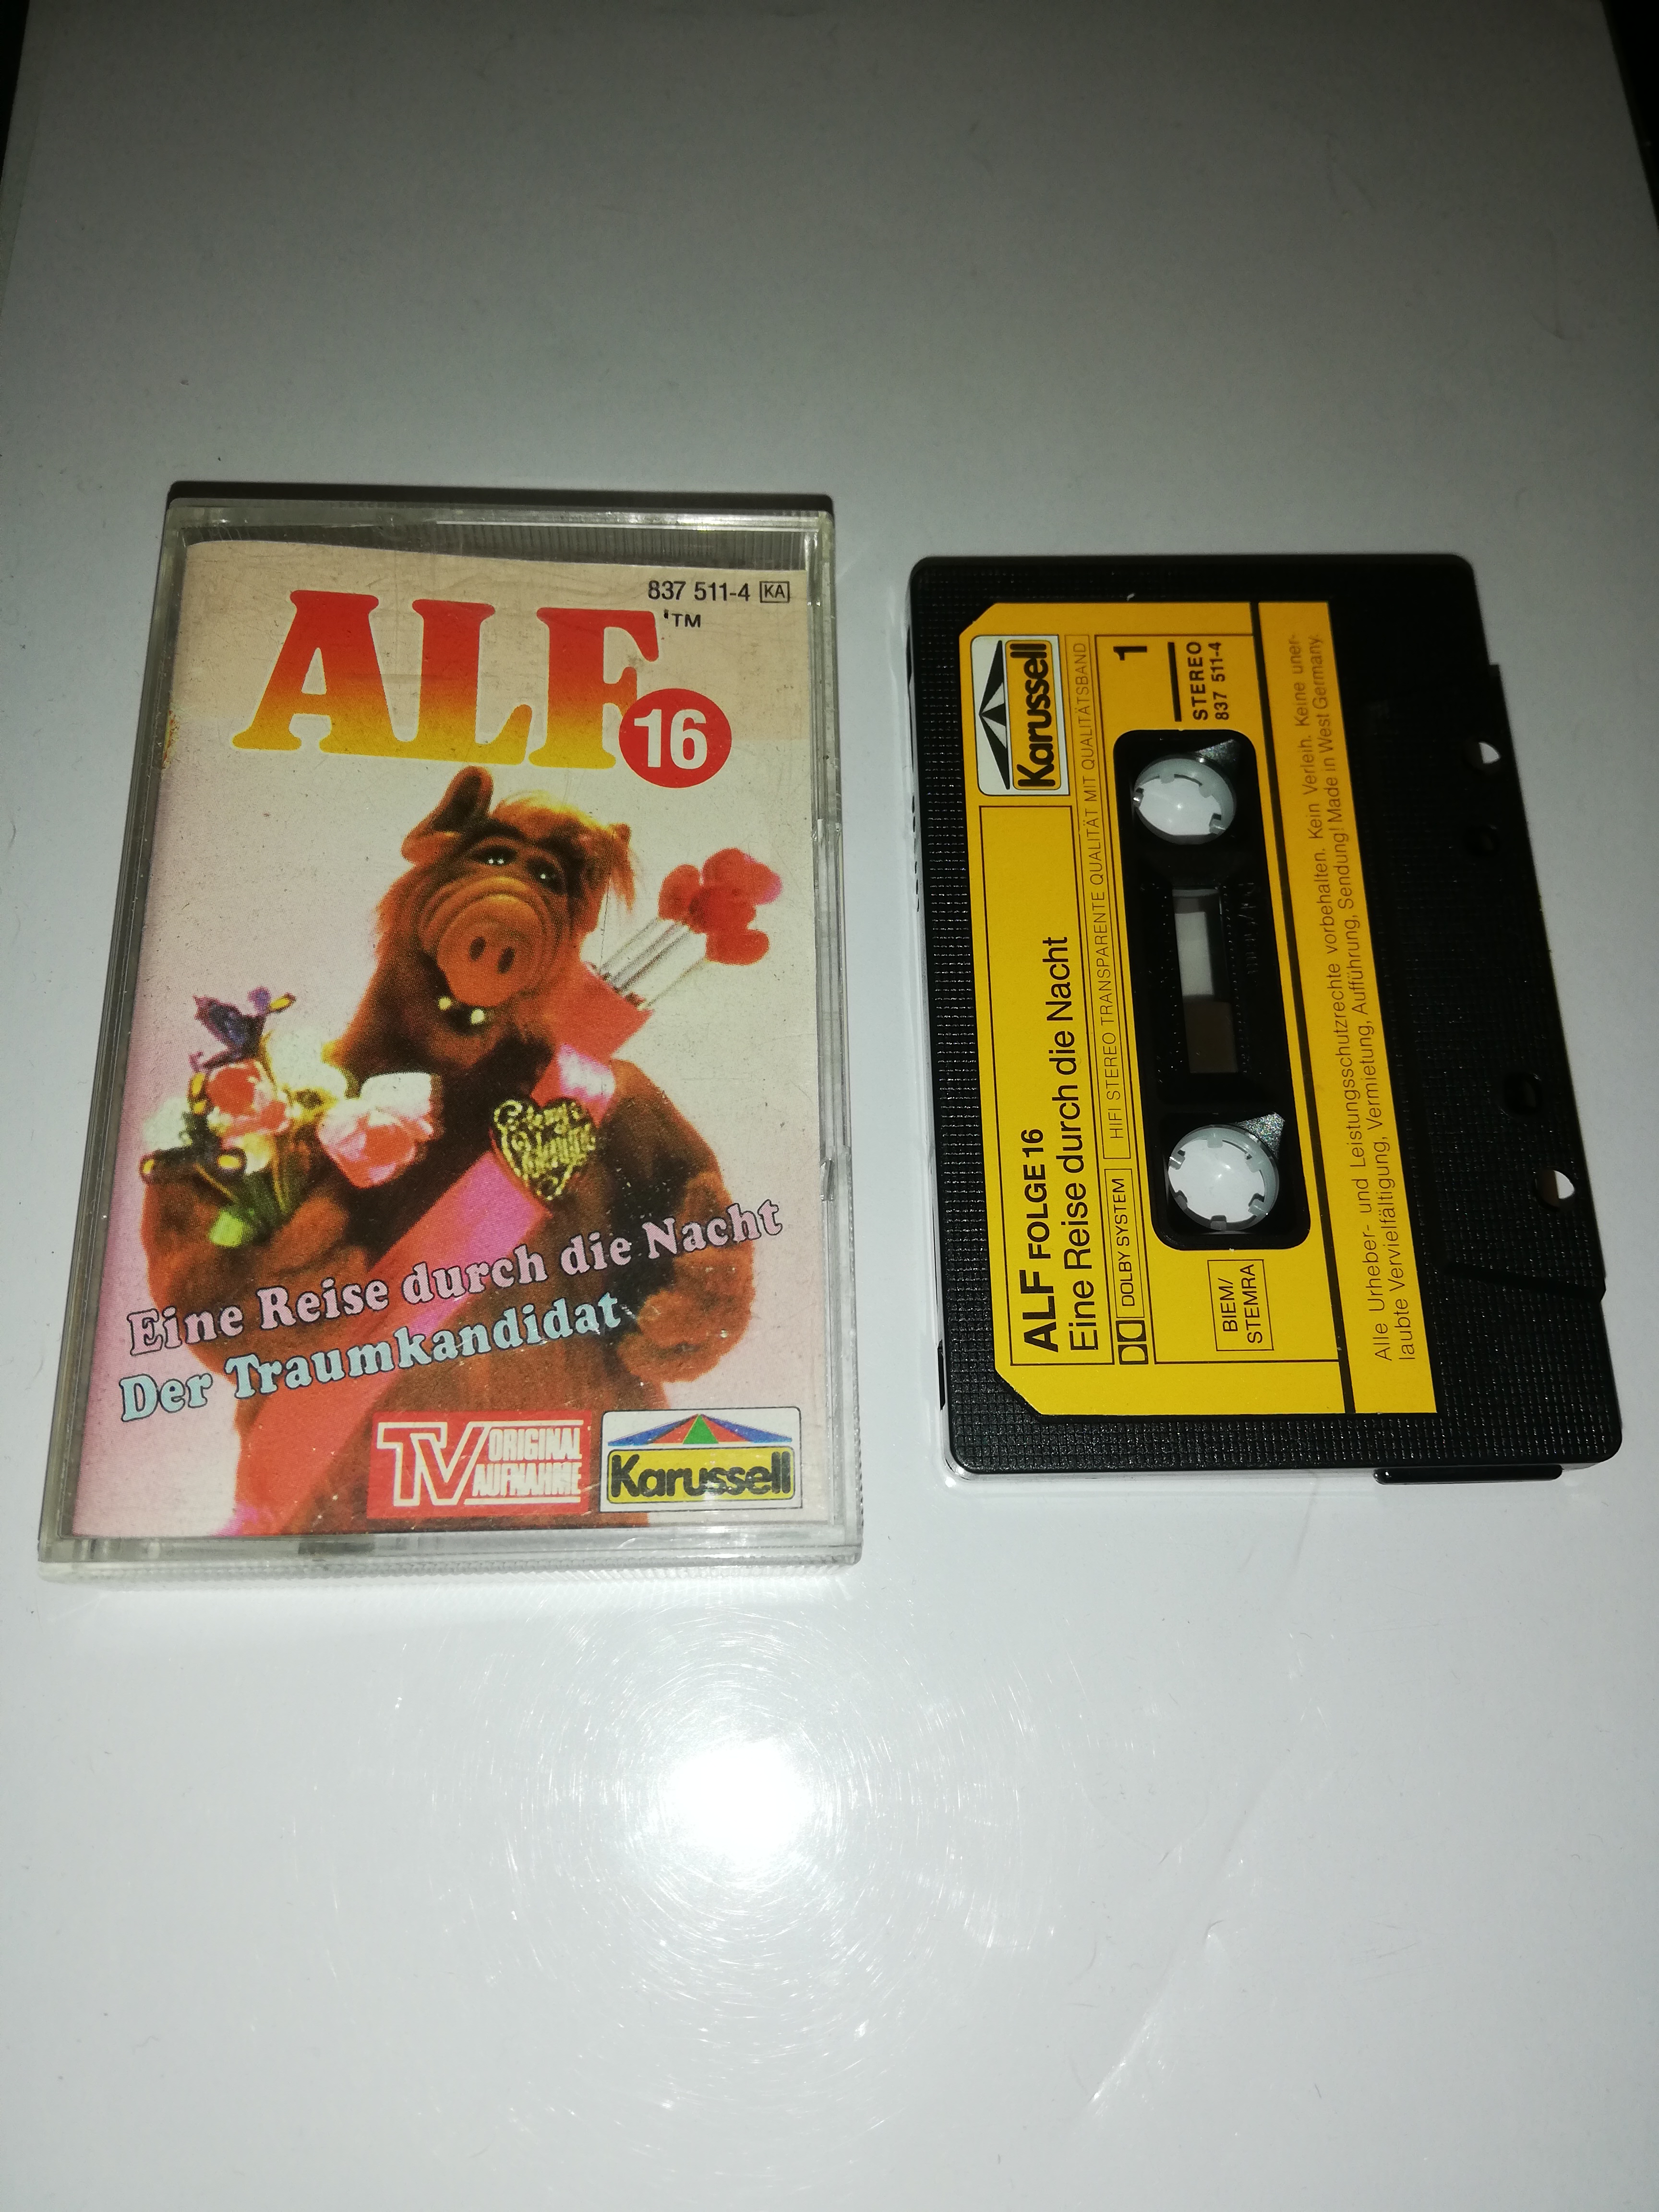 837 511-4 KA
ALF TM
16
Eine Reise durch die Nacht
Der Traumkandidat
TV ORIGINAL
AUFNAHME
Karussell
Karussell
ALF FOLGE 16
Eine Reise durch die Nacht
DOLBY SYSTEM
HIFI STEREO TRANSPARENTE QUALITÄT MIT QUALITÄTSBAND
1
STEREO
837 511-4
BIEM/
STEMRA
Alle Urheber- und Leistungsschutzrechte vorbehalten. Kein Verleih. Keine uner-
laubte Vervielfältigung, Vermietung, Aufführung, Sendung! Made in West Germany